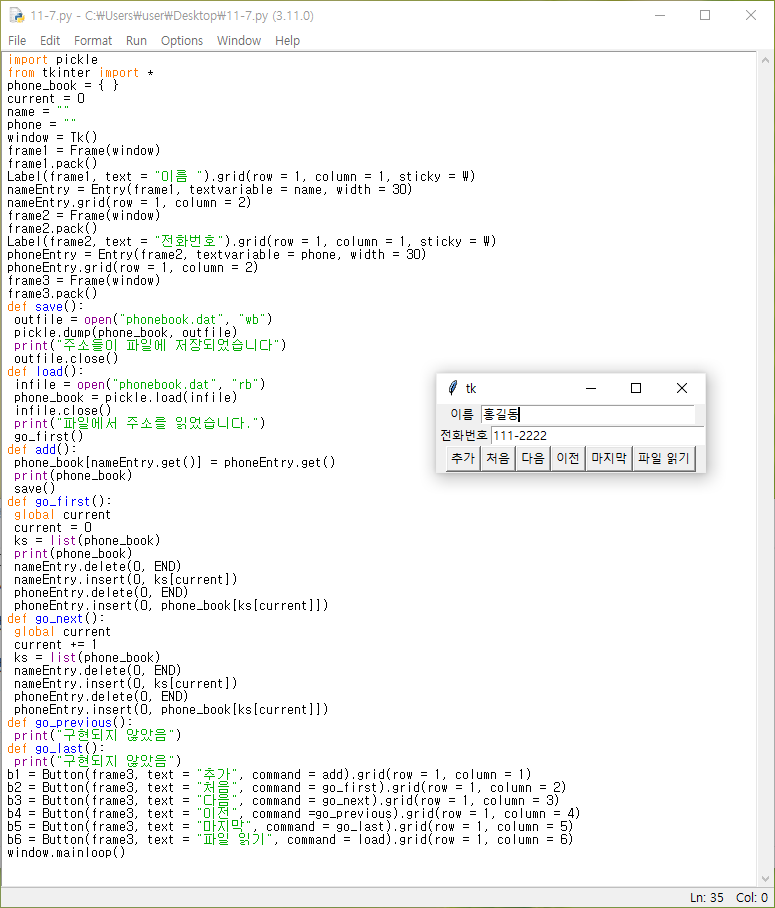 11-7.py - C:₩Users₩user₩Desktop₩11-7.py (3.11.0)
File Edit Format Run Options Window Help
import pickle
from tkinter import *
phone_book = { }
current = 0
name = ""
phone = ""
window = Tk()
frame1 = Frame(window)
frame1.pack()
Label(frame1, text = "이름 ").grid(row = 1, column = 1, sticky = W)
nameEntry = Entry(frame1, textvariable = name, width = 30)
nameEntry.grid(row = 1, column = 2)
frame2 = Frame(window)
frame2.pack()
Label(frame2, text = "전화번호").grid(row = 1, column = 1, sticky = W)
phoneEntry = Entry(frame2, textvariable = phone, width = 30)
phoneEntry.grid(row = 1, column = 2)
frame3 = Frame(window)
frame3.pack()
def save():
 outfile = open("phonebook.dat", "wb")
 pickle.dump(phone_book, outfile)
 print("주소들이 파일에 저장되었습니다")
 outfile.close()
def load():
 infile = open("phonebook.dat", "rb")
 phone_book = pickle.load(infile)
 infile.close()
 print("파일에서 주소를 읽었습니다.")
 go_first()
def add():
 phone_book[nameEntry.get()] = phoneEntry.get()
 print(phone_book)
 save()
def go_first():
 global current
 current = 0
 ks = list(phone_book)
 print(phone_book)
 nameEntry.delete(0, END)
 nameEntry.insert(0, ks[current])
 phoneEntry.delete(0, END)
 phoneEntry.insert(0, phone_book[ks[current]])
def go_next():
 global current
 current += 1
 ks = list(phone_book)
 nameEntry.delete(0, END)
 nameEntry.insert(0, ks[current])
 phoneEntry.delete(0, END)
 phoneEntry.insert(0, phone_book[ks[current]])
def go_previous():
 print("구현되지 않았음")
def go_last():
 print("구현되지 않았음")
b1 = Button(frame3, text = "추가", command = add).grid(row = 1, column = 1)
b2 = Button(frame3, text = "처음", command = go_first).grid(row = 1, column = 2)
b3 = Button(frame3, text = "다음", command = go_next).grid(row = 1, column = 3)
b4 = Button(frame3, text = "이전", command =go_previous).grid(row = 1, column = 4)
b5 = Button(frame3, text = "마지막", command = go_last).grid(row = 1, column = 5)
b6 = Button(frame3, text = "파일 읽기", command = load).grid(row = 1, column = 6)
window.mainloop()
tk
이름 홍길동
전화번호 111-2222
추가 처음 다음 이전 마지막 파일 읽기
Ln: 35 Col: 0